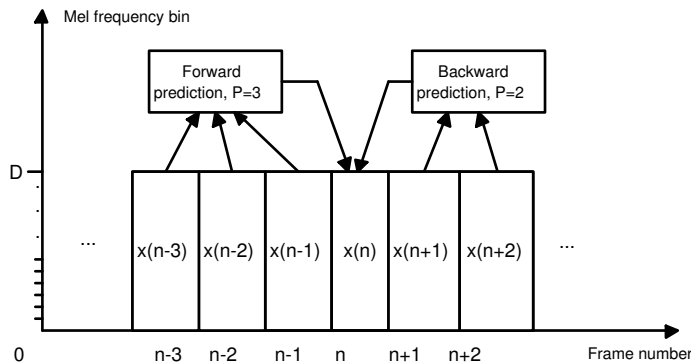 Mel frequency bin
Forward
prediction, P=3
Backward
prediction, P=2
D
...
x(n-3)
x(n-2)
x(n-1)
x(n)
x(n+1)
x(n+2)
...
0
n-3
n-2
n-1
n
n+1
n+2
Frame number